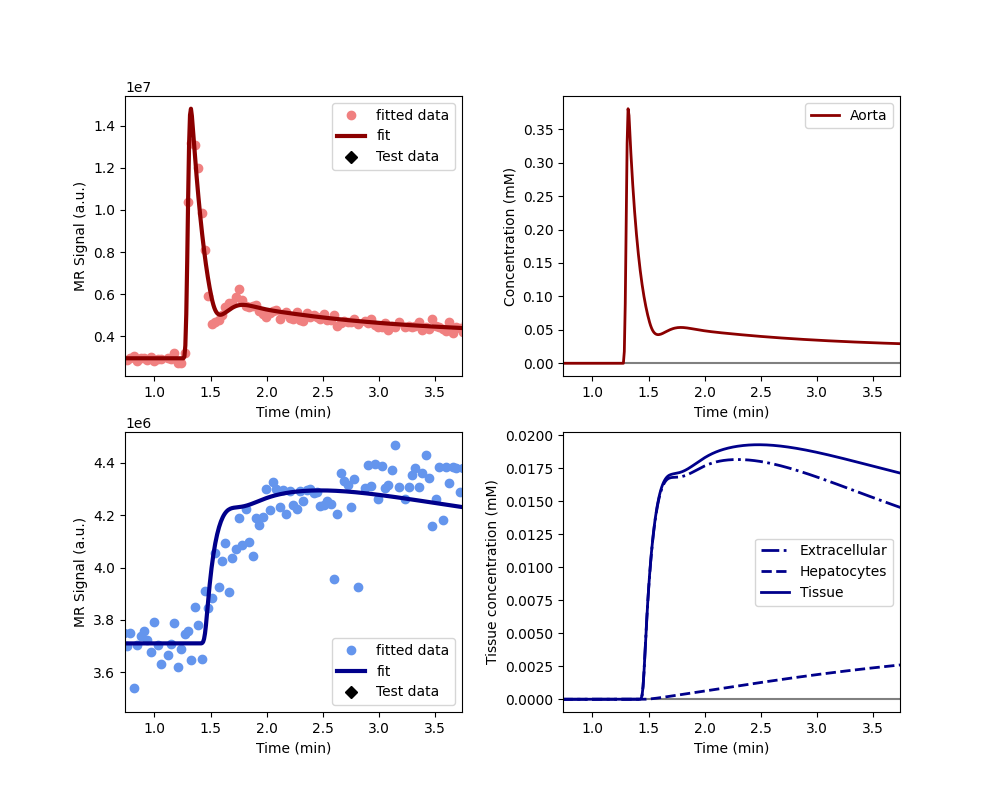 1e7
MR Signal (a.u.)
1.4
1.2
1.0
0.8
0.6
0.4
fitted data
fit
Test data
1.0 1.5 2.0 2.5 3.0 3.5
Time (min)
Concentration (mM)
0.35
0.30
0.25
0.20
0.15
0.10
0.05
0.00
Aorta
1.0 1.5 2.0 2.5 3.0 3.5
Time (min)
1e6
MR Signal (a.u.)
4.4
4.2
4.0
3.8
3.6
fitted data
fit
Test data
1.0 1.5 2.0 2.5 3.0 3.5
Time (min)
Tissue concentration (mM)
0.0200
0.0175
0.0150
0.0125
0.0100
0.0075
0.0050
0.0025
0.0000
Extracellular
Hepatocytes
Tissue
1.0 1.5 2.0 2.5 3.0 3.5
Time (min)